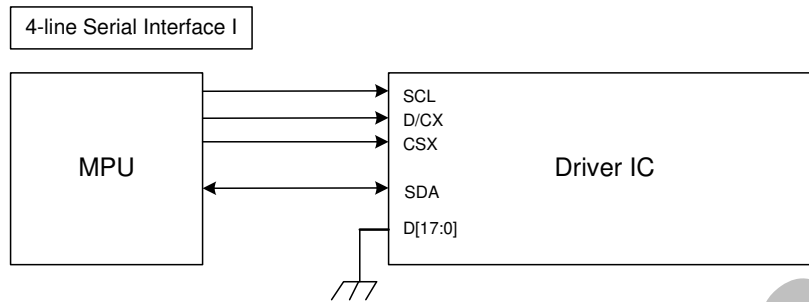 4-line Serial Interface I
MPU
SCL
D/CX
CSX
SDA
D[17:0]
Driver IC